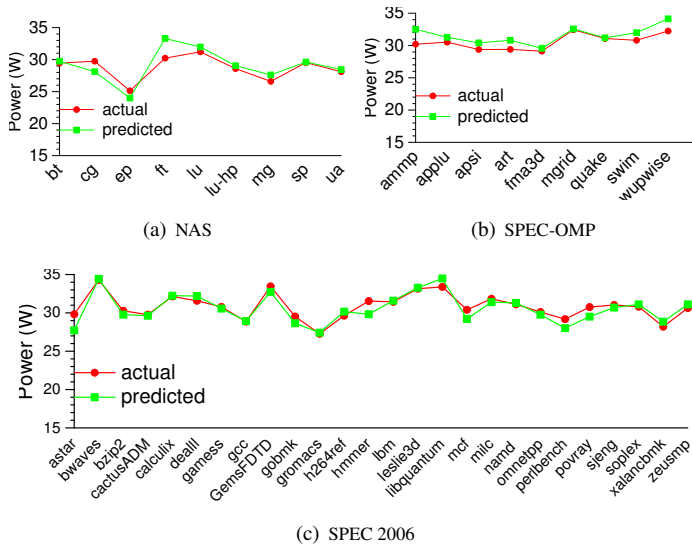 35
30
25
20
15
Power (W)
actual
predicted
bt
cg
ep
ft
lu
lu-hp
mg
sp
ua
(a) NAS
35
30
25
20
15
Power (W)
actual
predicted
ammp
applu
apsi
art
fma3d
mgrid
quake
swim
wupwise
(b) SPEC-OMP
35
30
25
20
15
Power (W)
actual
predicted
astar
bwaves
bzip2
cactusADM
calculix
dealII
gamess
gcc
GemsFDTD
gobmk
gromacs
h264ref
hmmer
lbm
leslie3d
libquantum
mcf
milc
namd
omnetpp
perlbench
povray
sjeng
soplex
xalancbmk
zeusmp
(c) SPEC 2006